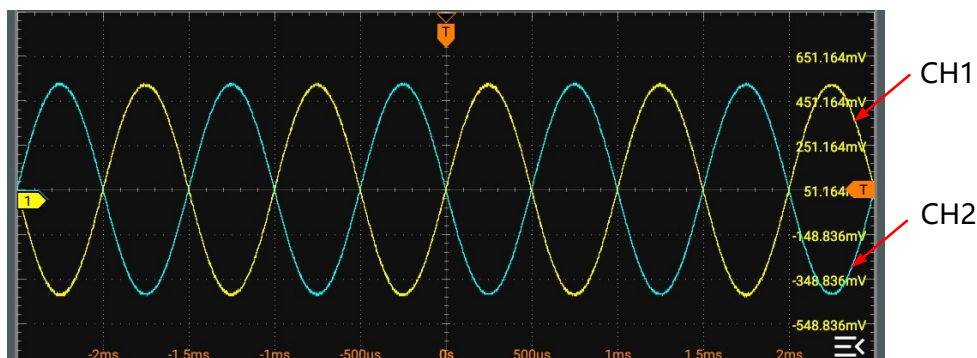 T
651.164mV
CH1
451.164mV
251.164mV
1
51.164mV
T
CH2
-148.836mV
-348.836mV
-548.836mV
-2ms -1.5ms -1ms -500us 0s 500us 1ms 1.5ms 2ms